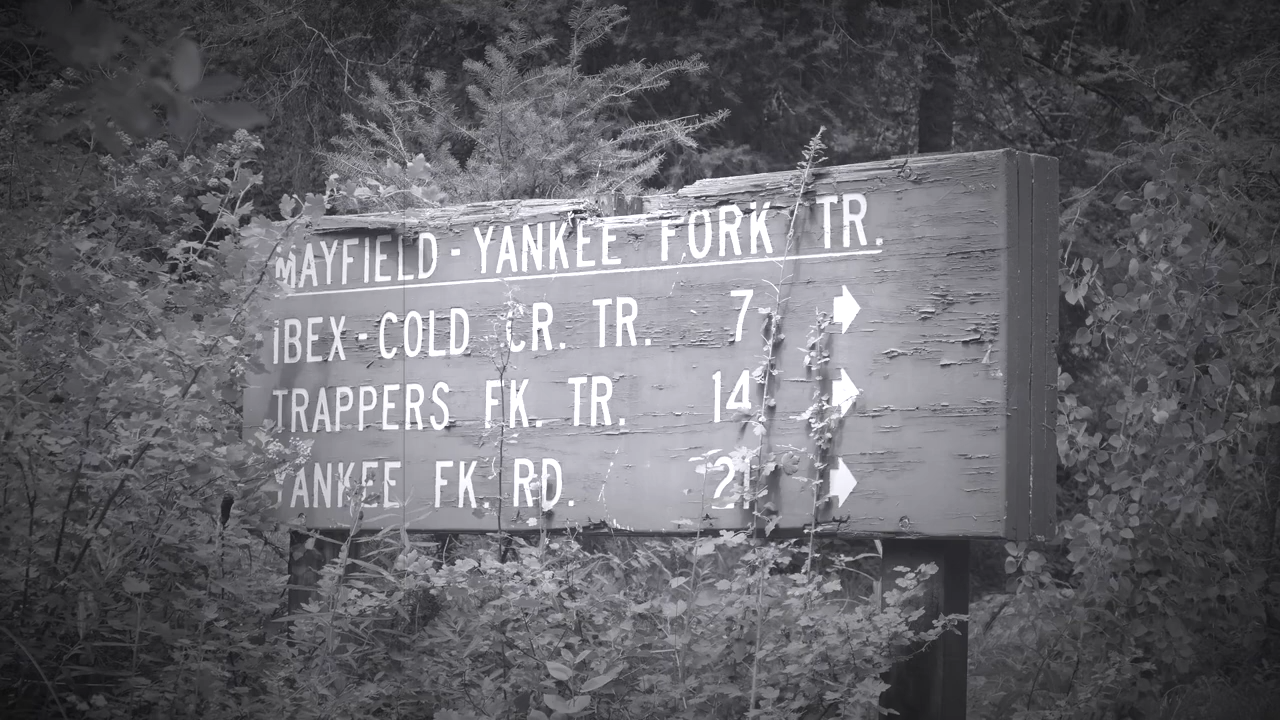 MAYFIELD - YANKEE FORK TR.
IBEX - COLD CR. TR. 7
TRAPPERS FK. TR. 14
YANKEE FK. RD. 21